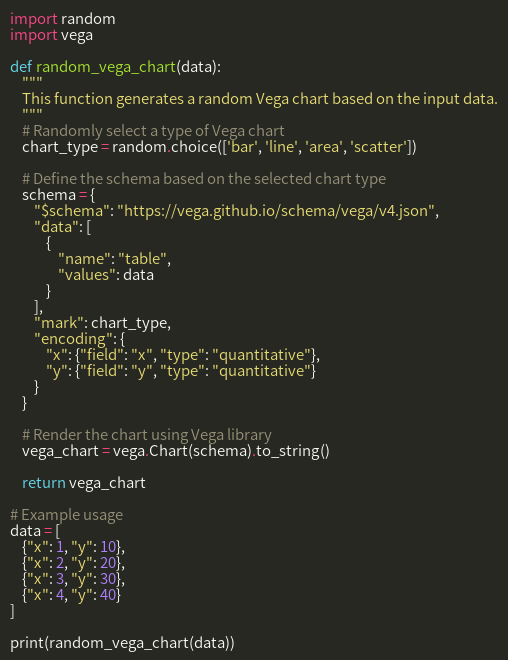 import random
import vega

def random_vega_chart(data):
    """
    This function generates a random Vega chart based on the input data.
    """
    # Randomly select a type of Vega chart
    chart_type = random.choice(['bar', 'line', 'area', 'scatter'])

    # Define the schema based on the selected chart type
    schema = {
        "$schema": "https://vega.github.io/schema/vega/v4.json",
        "data": [
            {
                "name": "table",
                "values": data
            }
        ],
        "mark": chart_type,
        "encoding": {
            "x": {"field": "x", "type": "quantitative"},
            "y": {"field": "y", "type": "quantitative"}
        }
    }

    # Render the chart using Vega library
    vega_chart = vega.Chart(schema).to_string()

    return vega_chart

# Example usage
data = [
    {"x": 1, "y": 10},
    {"x": 2, "y": 20},
    {"x": 3, "y": 30},
    {"x": 4, "y": 40}
]

print(random_vega_chart(data))